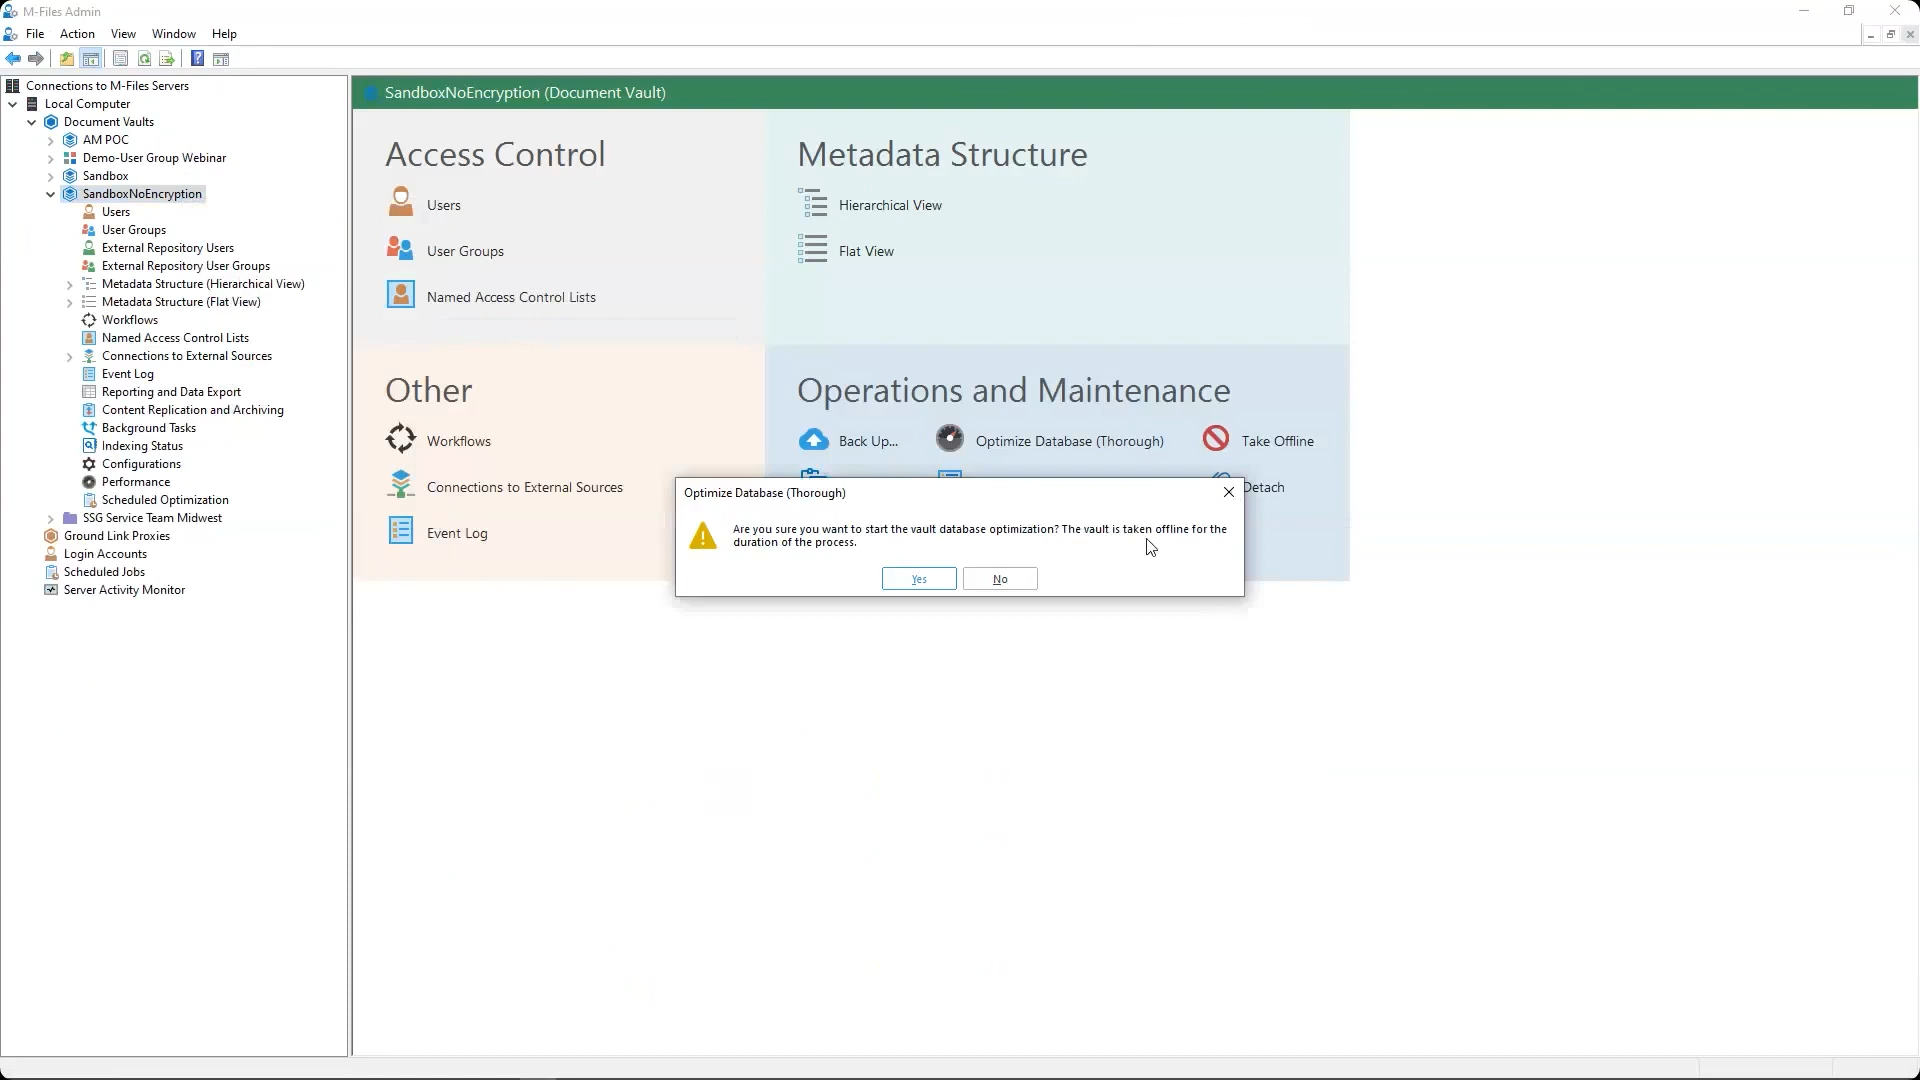 M-Files Admin
File Action View Window Help
Connections to M-Files Servers
Local Computer
Document Vaults
AM POC
Demo-User Group Webinar
Sandbox
SandboxNoEncryption
Users
User Groups
External Repository Users
External Repository User Groups
Metadata Structure (Hierarchical View)
Metadata Structure (Flat View)
Workflows
Named Access Control Lists
Connections to External Sources
Event Log
Reporting and Data Export
Content Replication and Archiving
Background Tasks
Indexing Status
Configurations
Performance
Scheduled Optimization
SSG Service Team Midwest
Ground Link Proxies
Login Accounts
Scheduled Jobs
Server Activity Monitor
SandboxNoEncryption (Document Vault)
Access Control
Users
User Groups
Named Access Control Lists
Metadata Structure
Hierarchical View
Flat View
Other
Workflows
Connections to External Sources
Event Log
Operations and Maintenance
Back Up... Optimize Database (Thorough) Take Offline
Detach
Optimize Database (Thorough)
Are you sure you want to start the vault database optimization? The vault is taken offline for the
duration of the process.
Yes No